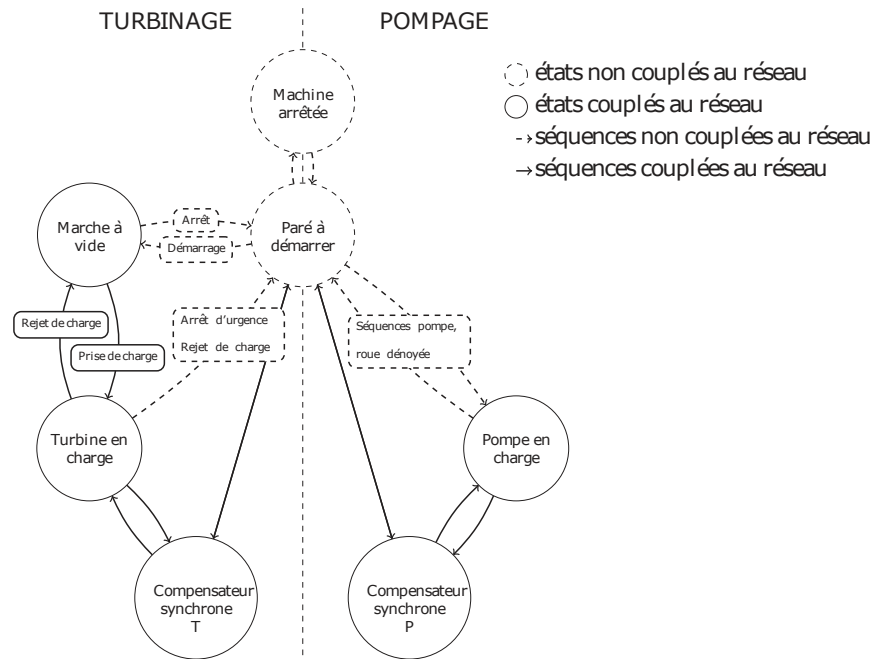 TURBINAGE
POMPAGE
Machine
arrêtée
états non couplés au réseau
états couplés au réseau
séquences non couplées au réseau
séquences couplées au réseau
Marche à
vide
Arrêt
Démarrage
Paré à
démarrer
Rejet de charge
Prise de charge
Arrêt d'urgence
Rejet de charge
Séquences pompe,
roue dénoyée
Turbine en
charge
Pompe en
charge
Compensateur
synchrone
T
Compensateur
synchrone
P